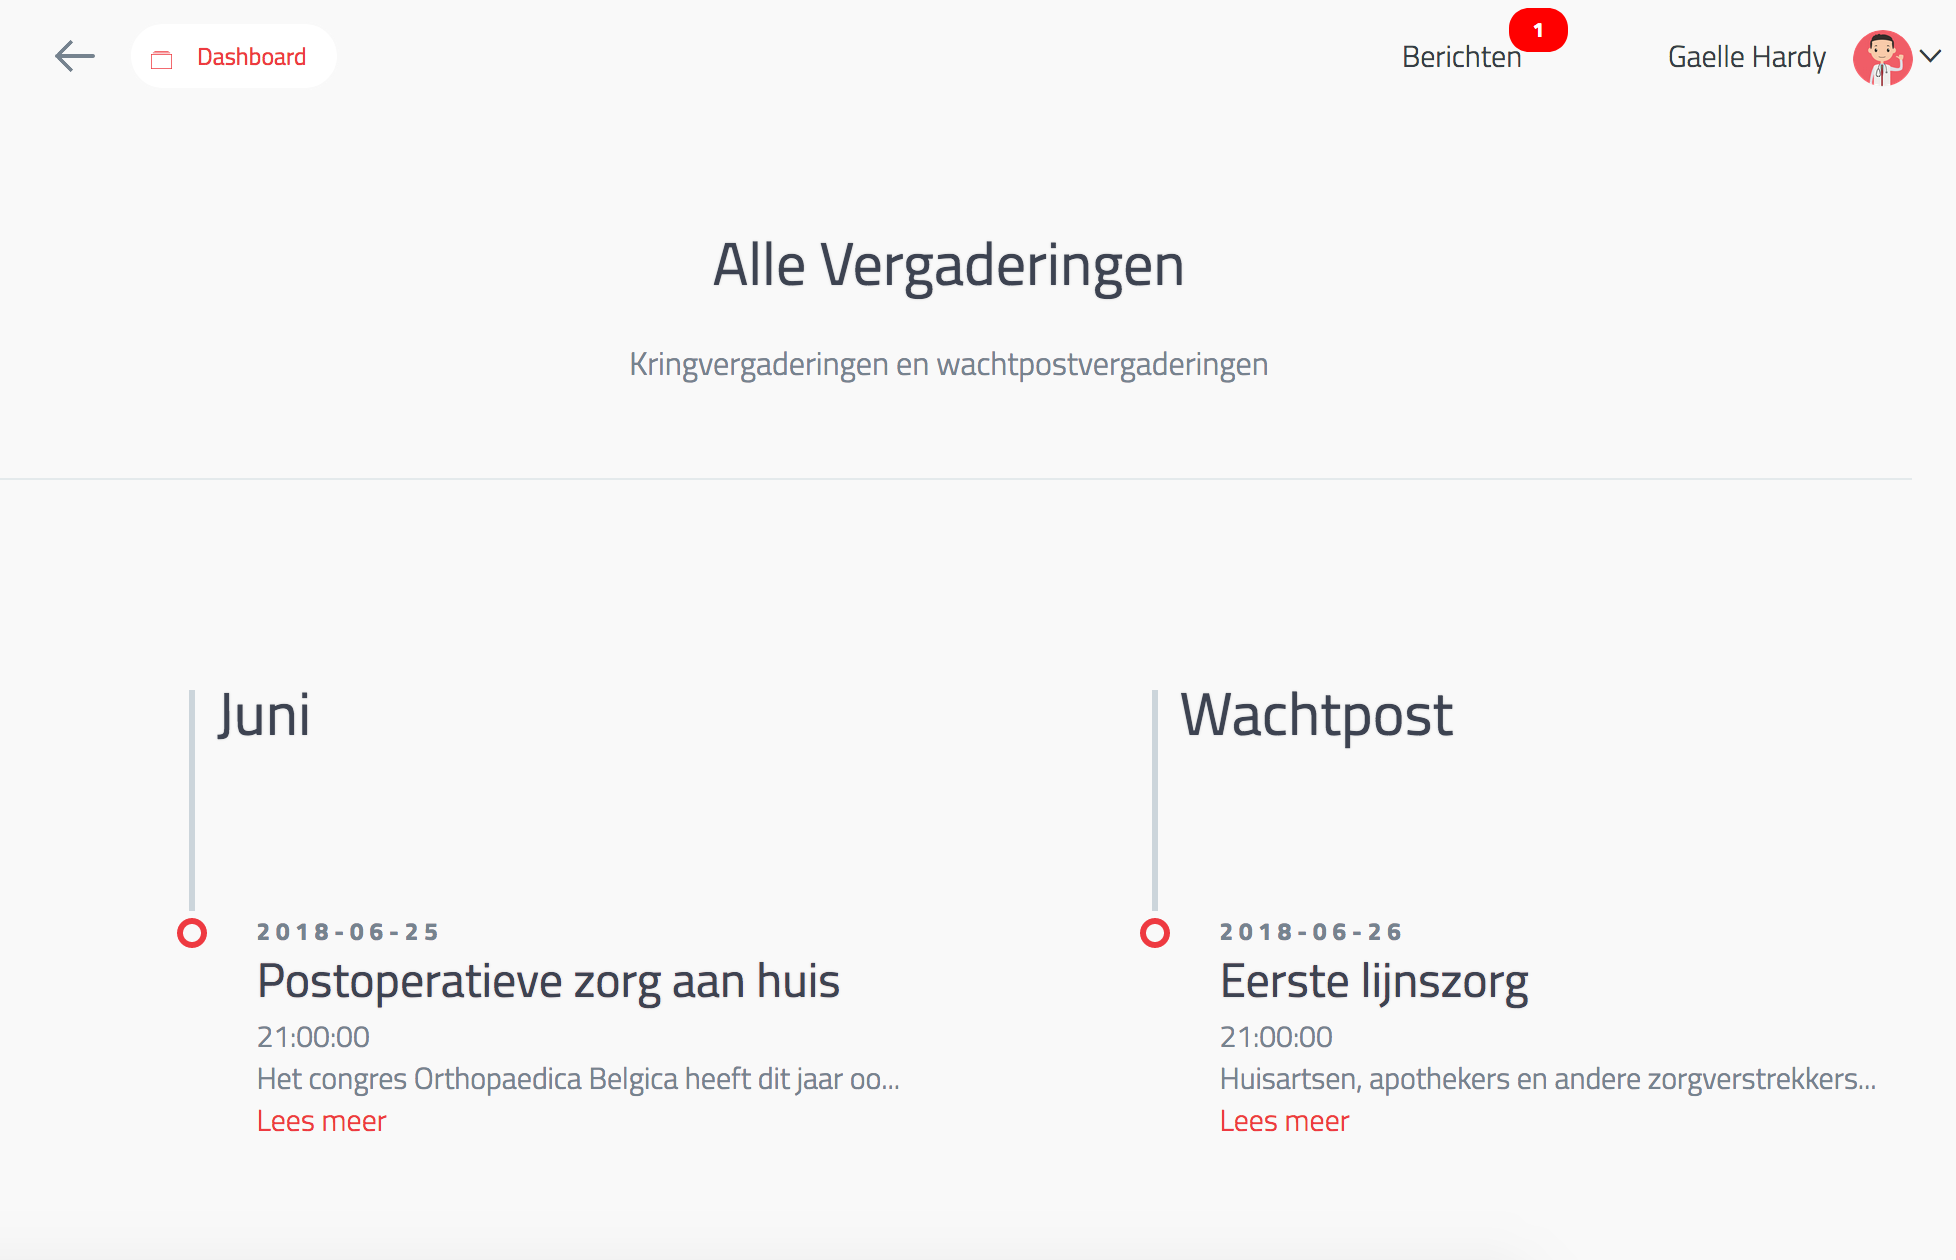 Dashboard
Berichten
1
Gaelle Hardy
Alle Vergaderingen
Kringvergaderingen en wachtpostvergaderingen
Juni
2018-06-25
Postoperatieve zorg aan huis
21:00:00
Het congres Orthopaedica Belgica heeft dit jaar oo...
Lees meer
Wachtpost
2018-06-26
Eerste lijnszorg
21:00:00
Huisartsen, apothekers en andere zorgverstrekkers...
Lees meer